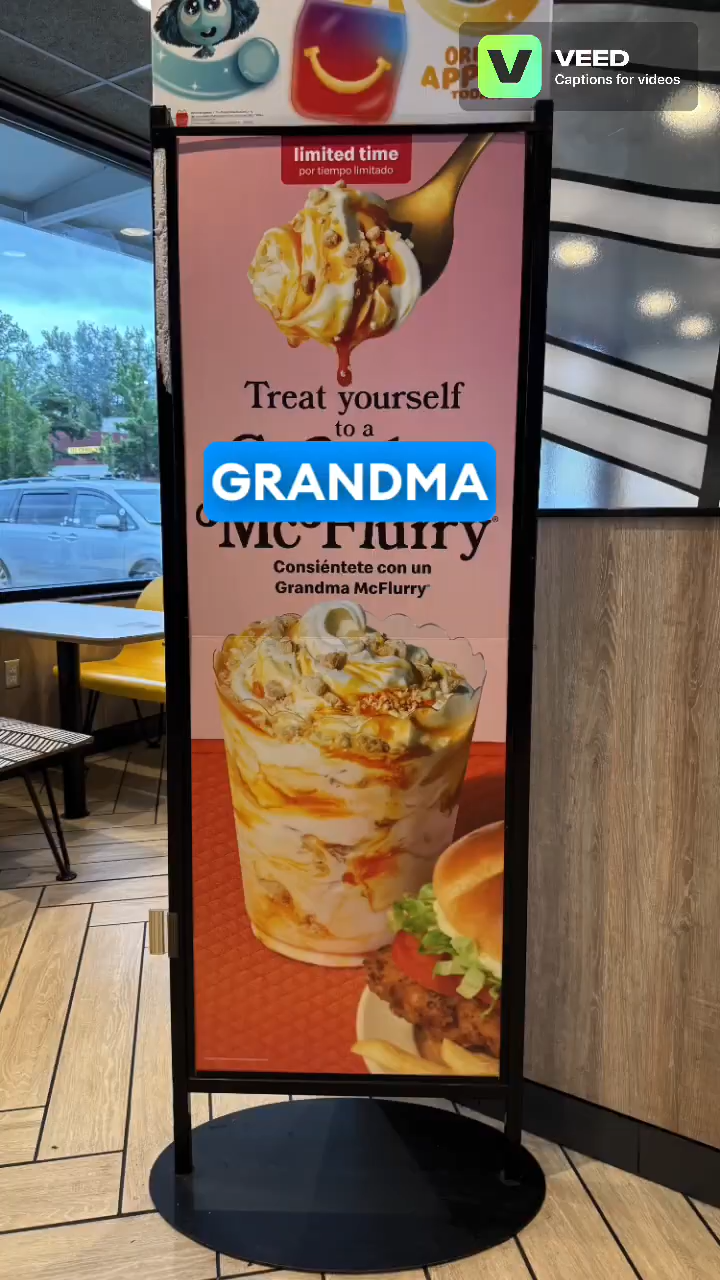 VEED
Captions for videos
TOD
limited time
por tiempo limitado
Treat yourself
to a
GRANDMA
McFlurry®
Consiéntete con un
Grandma McFlurry